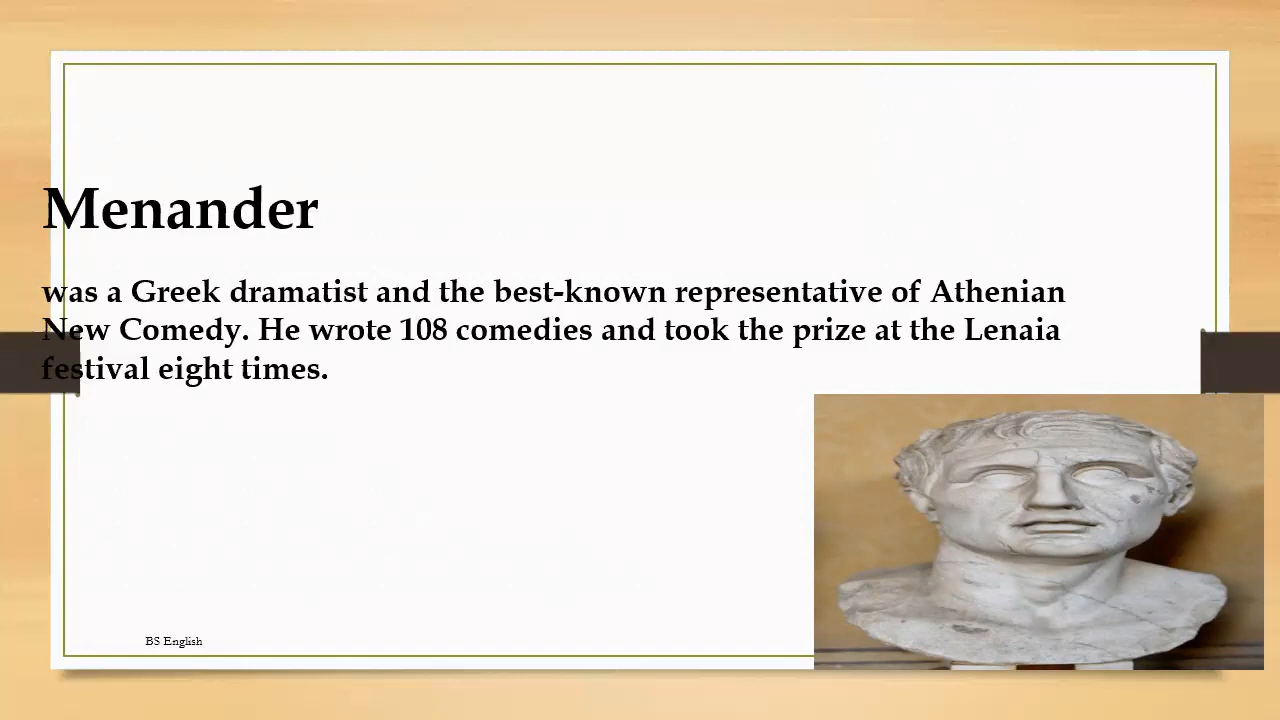 Menander
was a Greek dramatist and the best-known representative of Athenian
New Comedy. He wrote 108 comedies and took the prize at the Lenaia
festival eight times.
BS English